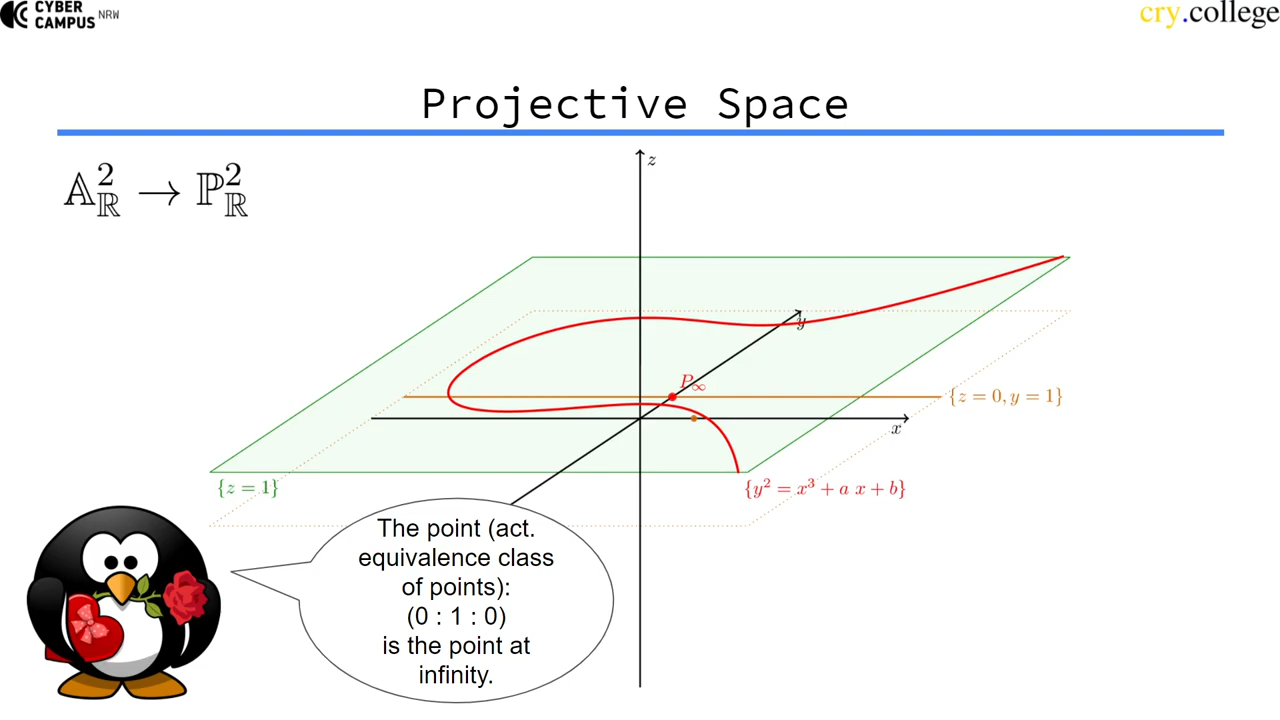 CYBER
CAMPUS NRW
cry.college
Projective Space
𝔸²_ℝ → ℙ²_ℝ
z
y
P_∞
{z = 0, y = 1}
x
{z = 1}
{y² = x³ + a x + b}
The point (act.
equivalence class
of points):
(0 : 1 : 0)
is the point at
infinity.